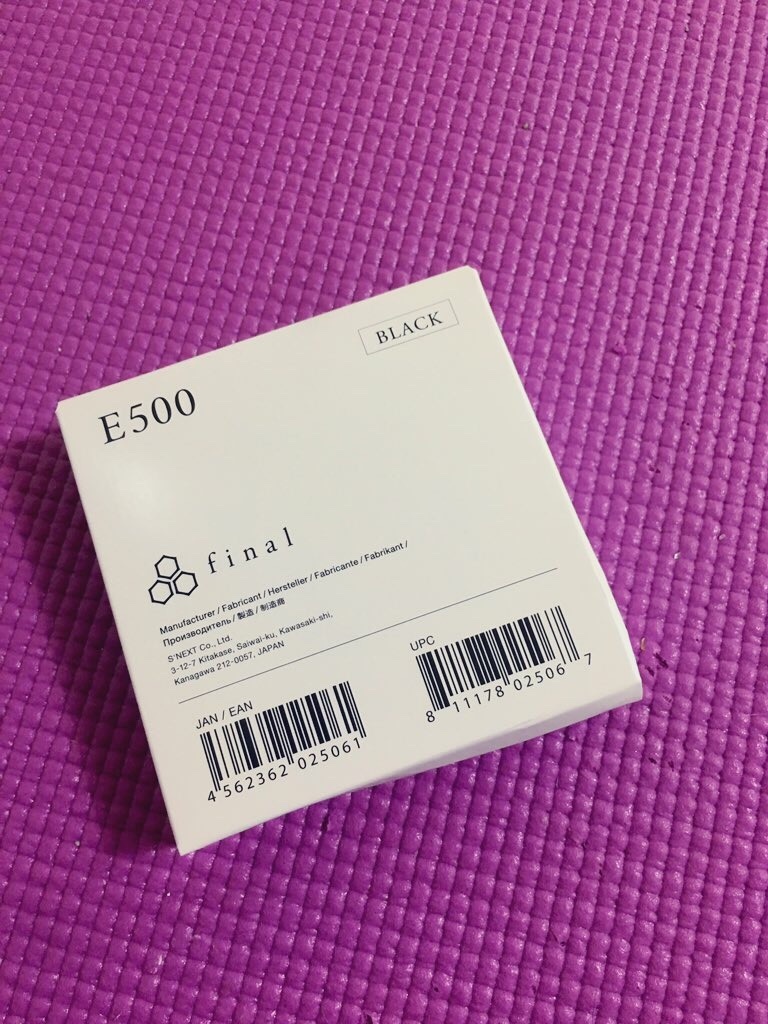 BLACK
E500
final
Manufacturer / Fabricant / Hersteller / Fabricante / Fabrikant /
Производитель / 製造 / 制造商
S'NEXT Co., Ltd.
3-12-7 Kitakase, Saiwai-ku, Kawasaki-shi,
Kanagawa 212-0057, JAPAN
JAN / EAN
4 562362 025061
UPC
8 11178 02506 7